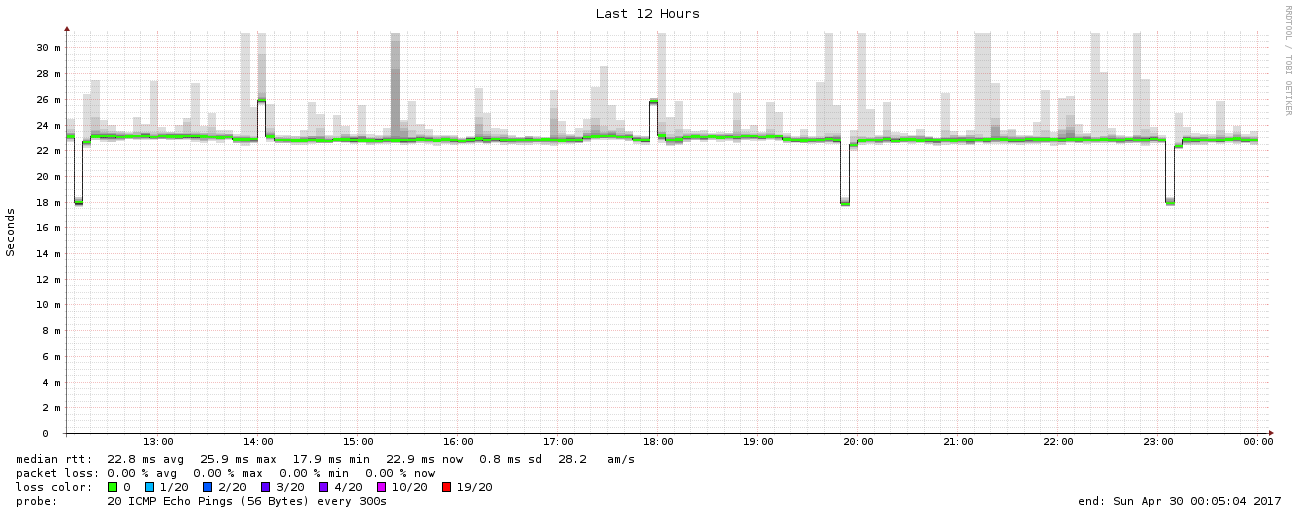 Last 12 Hours
RRDTOOL / TOBI OETIKER
Seconds
30 m
28 m
26 m
24 m
22 m
20 m
18 m
16 m
14 m
12 m
10 m
8 m
6 m
4 m
2 m
0
13:00 14:00 15:00 16:00 17:00 18:00 19:00 20:00 21:00 22:00 23:00 00:00
median rtt: 22.8 ms avg 25.9 ms max 17.9 ms min 22.9 ms now 0.8 ms sd 28.2 am/s
packet loss: 0.00 % avg 0.00 % max 0.00 % min 0.00 % now
loss color: 0 1/20 2/20 3/20 4/20 10/20 19/20
probe: 20 ICMP Echo Pings (56 Bytes) every 300s end: Sun Apr 30 00:05:04 2017